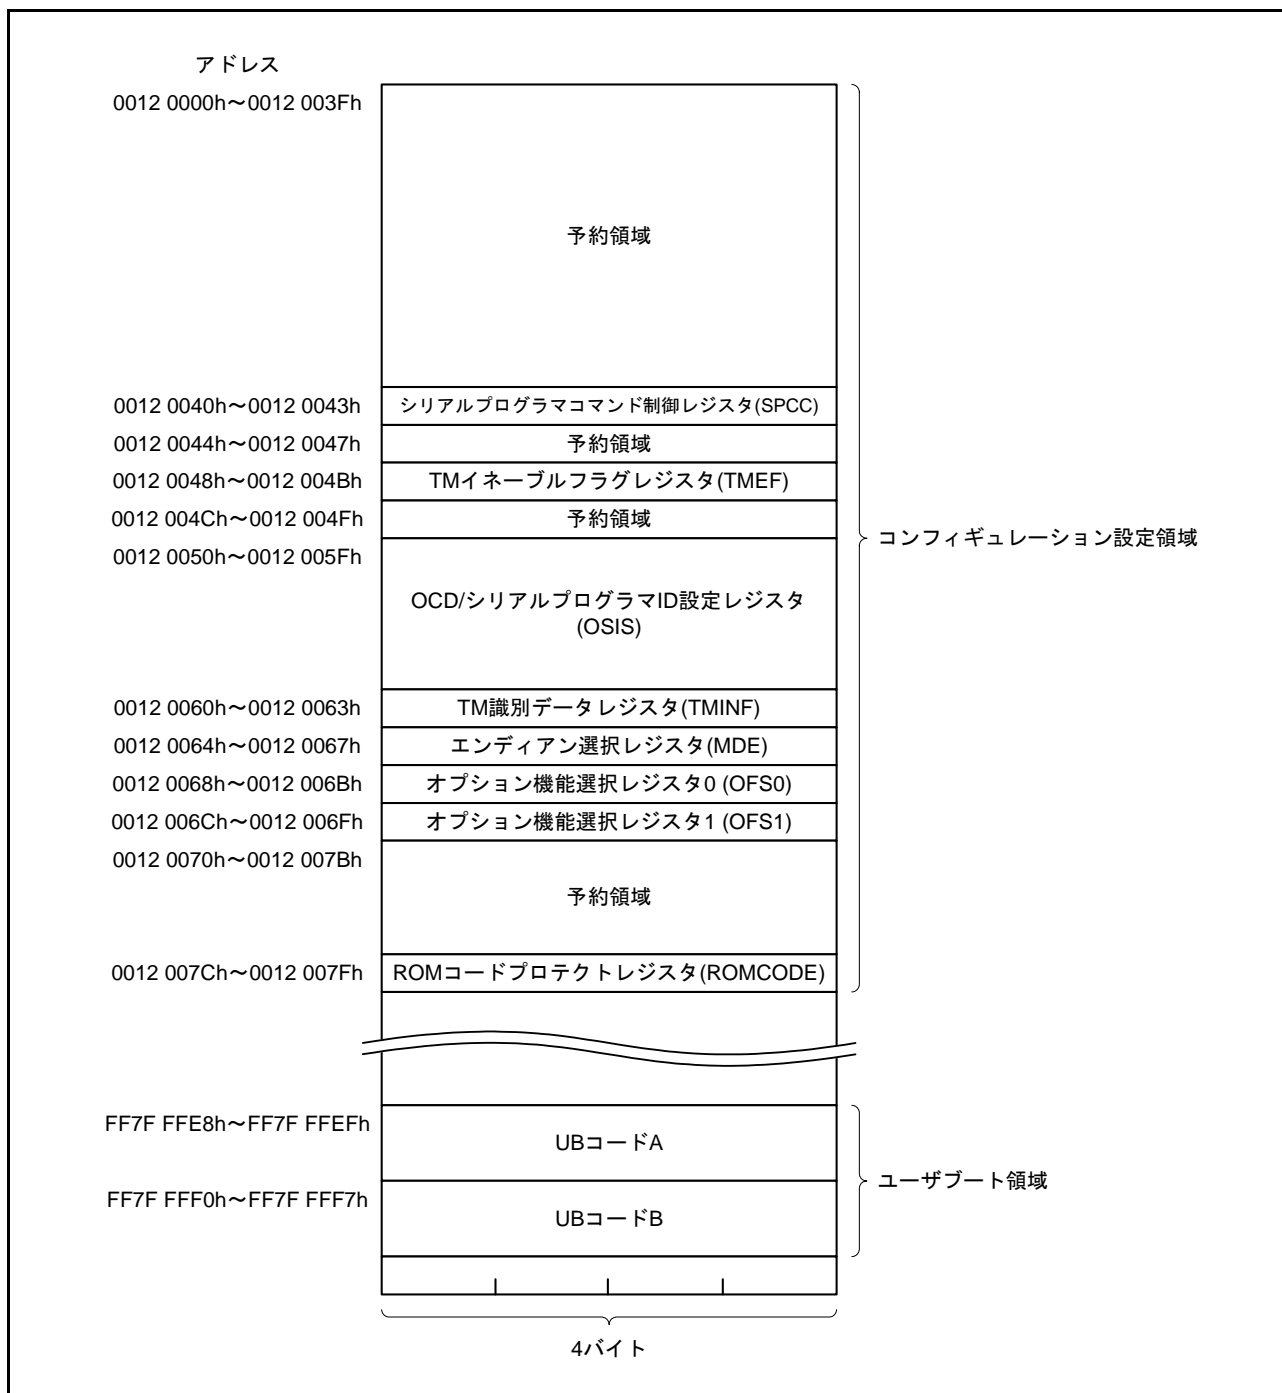 アドレス
0012 0000h～0012 003Fh
予約領域
0012 0040h～0012 0043h シリアルプログラマコマンド制御レジスタ(SPCC)
0012 0044h～0012 0047h 予約領域
0012 0048h～0012 004Bh TMイネーブルフラグレジスタ(TMEF)
0012 004Ch～0012 004Fh 予約領域
コンフィギュレーション設定領域
0012 0050h～0012 005Fh
OCD/シリアルプログラマID設定レジスタ
(OSIS)
0012 0060h～0012 0063h TM識別データレジスタ(TMINF)
0012 0064h～0012 0067h エンディアン選択レジスタ(MDE)
0012 0068h～0012 006Bh オプション機能選択レジスタ0 (OFS0)
0012 006Ch～0012 006Fh オプション機能選択レジスタ1 (OFS1)
0012 0070h～0012 007Bh
予約領域
0012 007Ch～0012 007Fh ROMコードプロテクトレジスタ(ROMCODE)
FF7F FFE8h～FF7F FFEFh
UBコードA
ユーザブート領域
FF7F FFF0h～FF7F FFF7h
UBコードB
4バイト